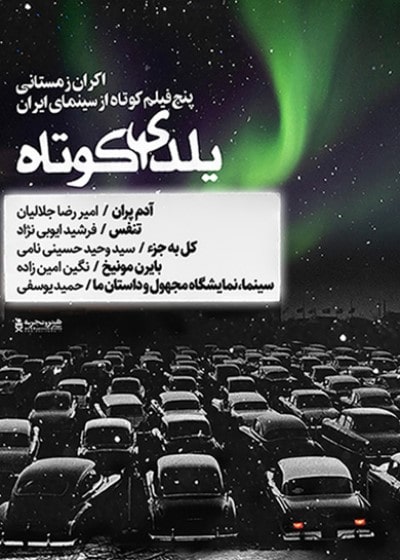 اکران زمستانی
پنج فیلم کوتاه از سینمای ایران
یلدای کوتاه
آدم پران / امیر رضا جلالیان
تنفس / فرشید ایوبی نژاد
کل به جزء / سید وحید حسینی نامی
بایرن مونیخ / نگین امین زاده
سینما، نمایشگاه مجهول و داستان ما / حمید یوسفی
هنر و تجربه